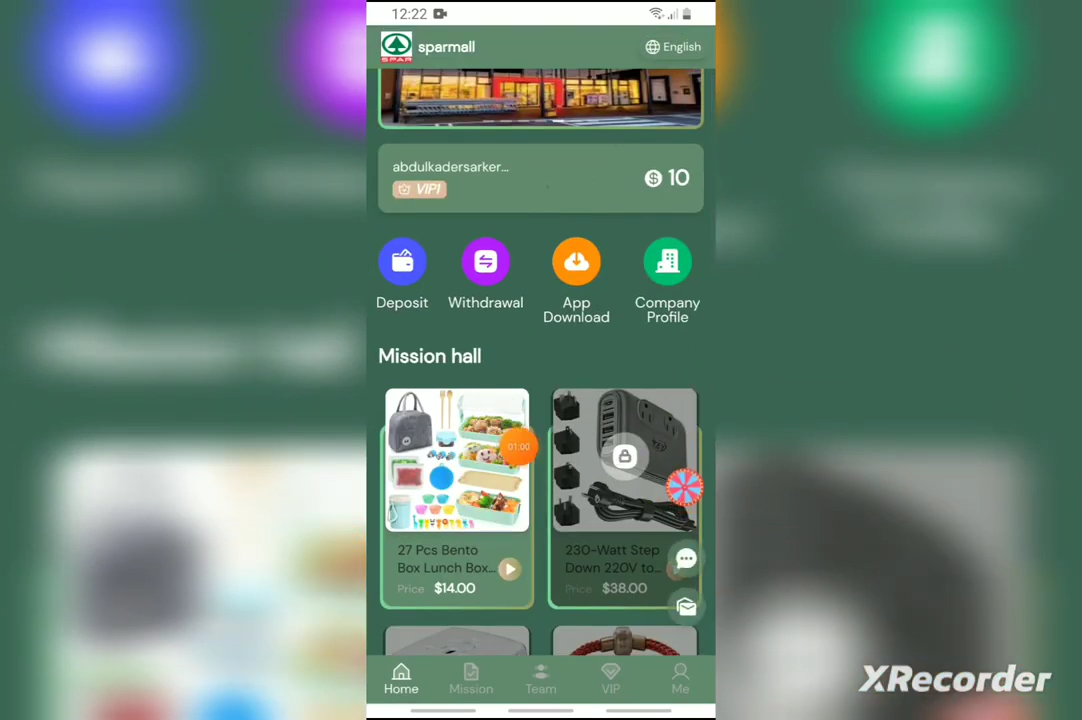 12:22
SPAR
sparmall
English
abdulkadersarker...
VIP1
10
Deposit
Withdrawal
App
Download
Company
Profile
Mission hall
01:00
27 Pcs Bento
Box Lunch Box...
Price $14.00
230-Watt Step
Down 220V to...
Price $38.00
Home
Mission
Team
VIP
Me
XRecorder